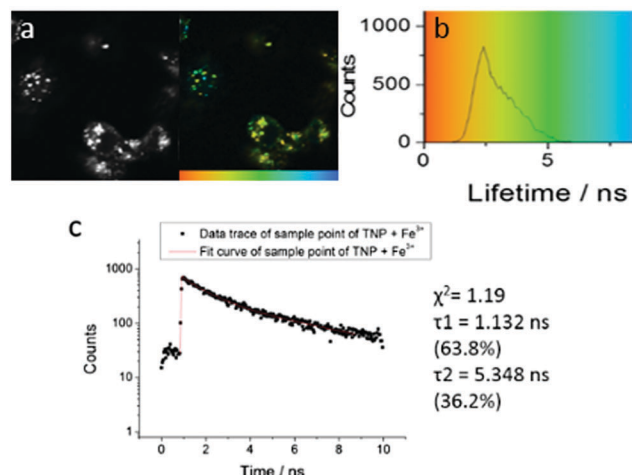 a
b
Counts
1000
500
0
0
5
Lifetime / ns
c
Data trace of sample point of TNP + Fe³⁺
Fit curve of sample point of TNP + Fe³⁺
Counts
1000
100
10
1
0 2 4 6 8 10
Time / ns
χ²= 1.19
τ1 = 1.132 ns
(63.8%)
τ2 = 5.348 ns
(36.2%)